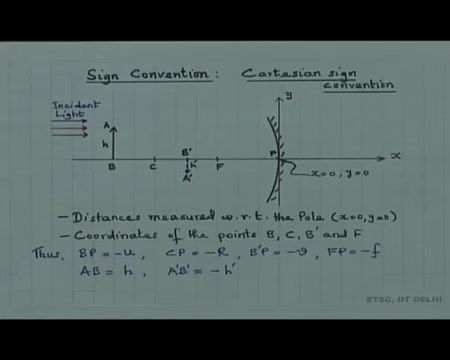 Sign Convention : Cartesian sign
convention
y
Incident
Light
A
h
B'
P
x
B
C
h'
F
A'
x=0, y=0
- Distances measured w.r.t. the Pole (x=0, y=0)
- Coordinates of the points B, C, B' and F
Thus, BP = -u, CP = -R, B'P = -v, FP = -f
AB = h, A'B' = -h'
ETSC, IIT DELHI